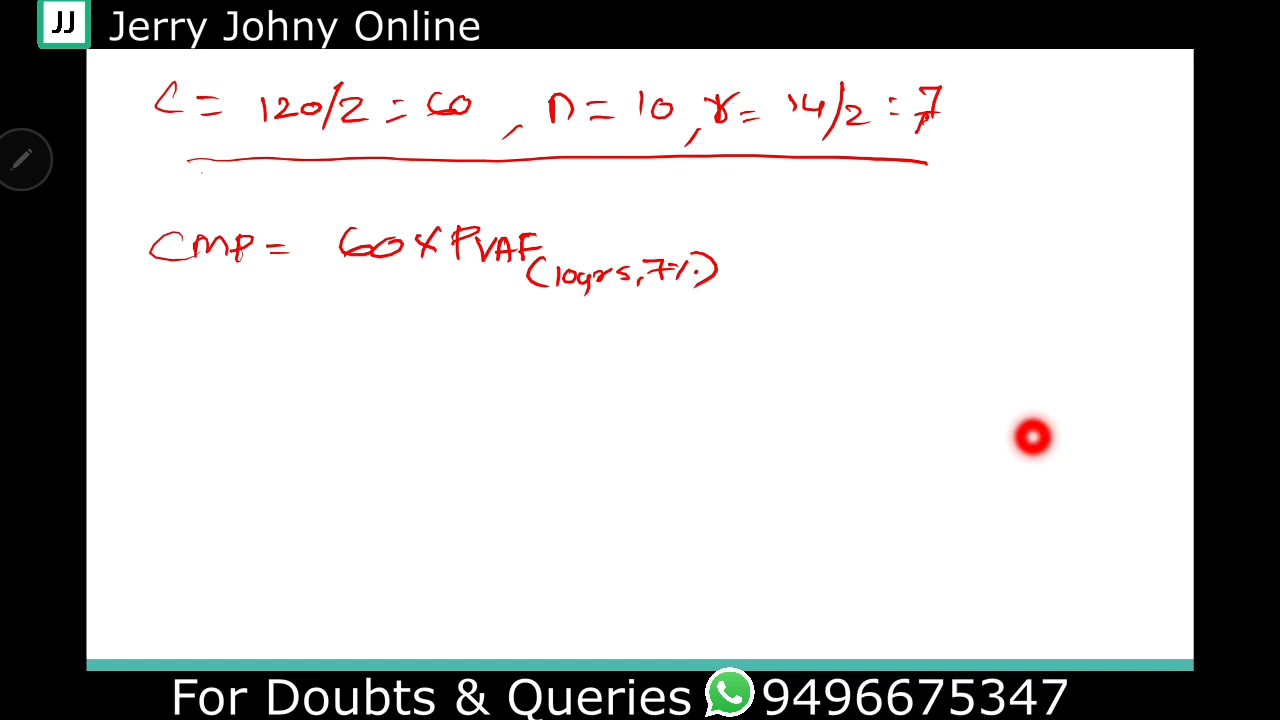 JJ Jerry Johny Online
C = 120/2 = 60, n = 10, r = 14/2 = 7
CMP = 60 X PVAF (10yrs, 7%)
For Doubts & Queries 9496675347